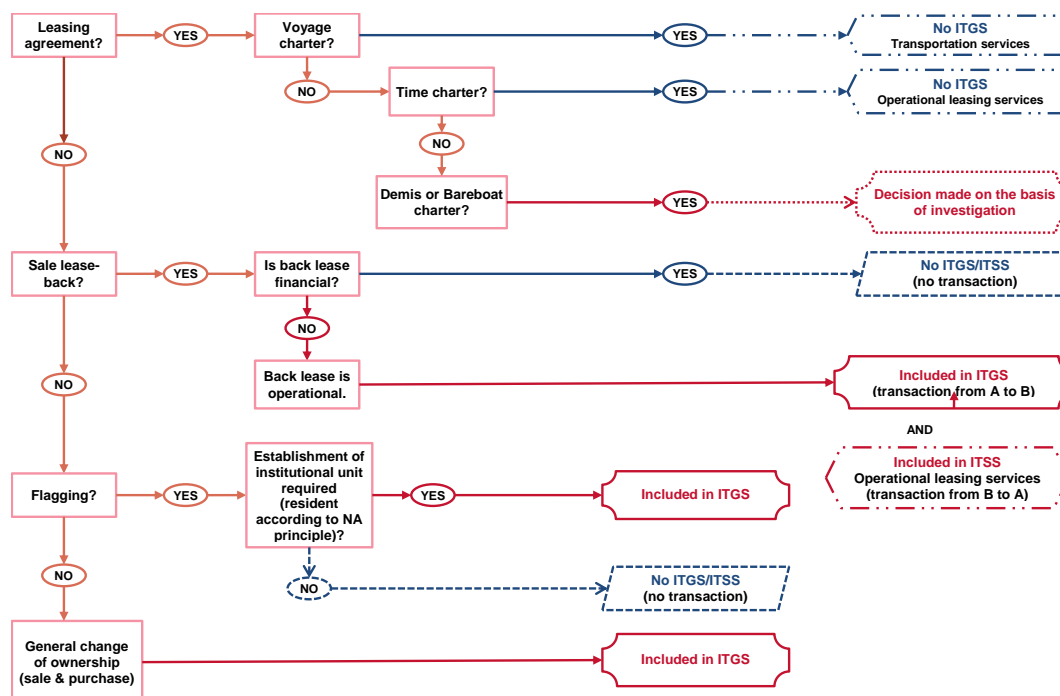 Leasing
agreement?
YES
Voyage
charter?
YES
No ITGS
Transportation services
NO
Time charter?
YES
No ITGS
Operational leasing services
NO
NO
Demis or Bareboat
charter?
YES
Decision made on the basis
of investigation
Sale lease-
back?
YES
Is back lease
financial?
YES
No ITGS/ITSS
(no transaction)
NO
NO
Back lease is
operational.
Included in ITGS
(transaction from A to B)
AND
Included in ITSS
Operational leasing services
(transaction from B to A)
Flagging?
YES
Establishment of
institutional unit
required
(resident
according to NA
principle)?
YES
Included in ITGS
NO
NO
No ITGS/ITSS
(no transaction)
General change
of ownership
(sale & purchase)
Included in ITGS